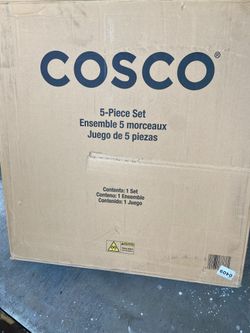 COSCO®
5-Piece Set
Ensemble 5 morceaux
Juego de 5 piezas
Contents: 1 Set
Contenu: 1 Ensemble
Contenido: 1 Juego